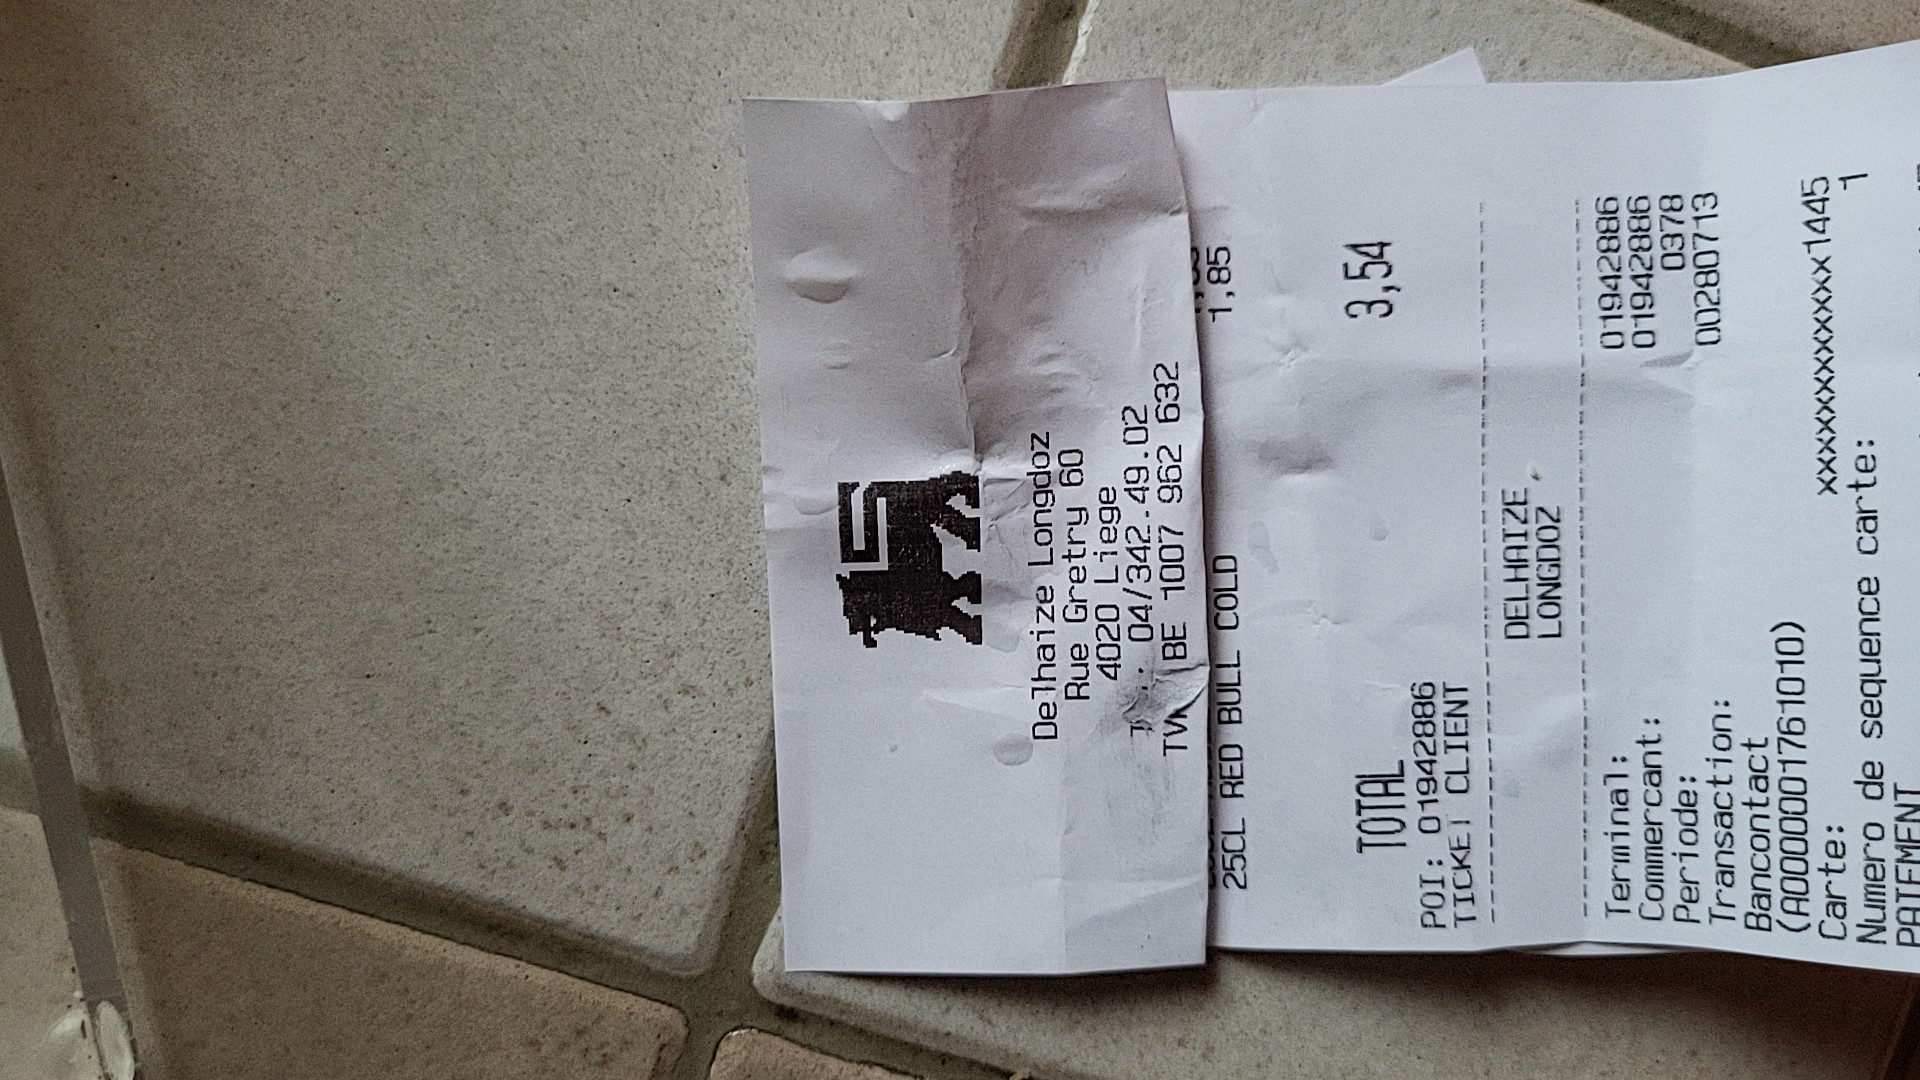 Delhaize Longdoz
Rue Gretry 60
4020 Liege
04/342.49.02
BE 1007 962 632
25CL RED BULL COLD 1,85
TOTAL 3,54
POI: 01942886
TICKET CLIENT
DELHAIZE
LONGDOZ
Terminal: 01942886
Commercant: 01942886
Periode: 0378
Transaction: 00280713
Bancontact
(A0000001761010)
Carte: xxxxxxxxxxxxx1445
Numero de sequence carte: 1
PAIEMENT